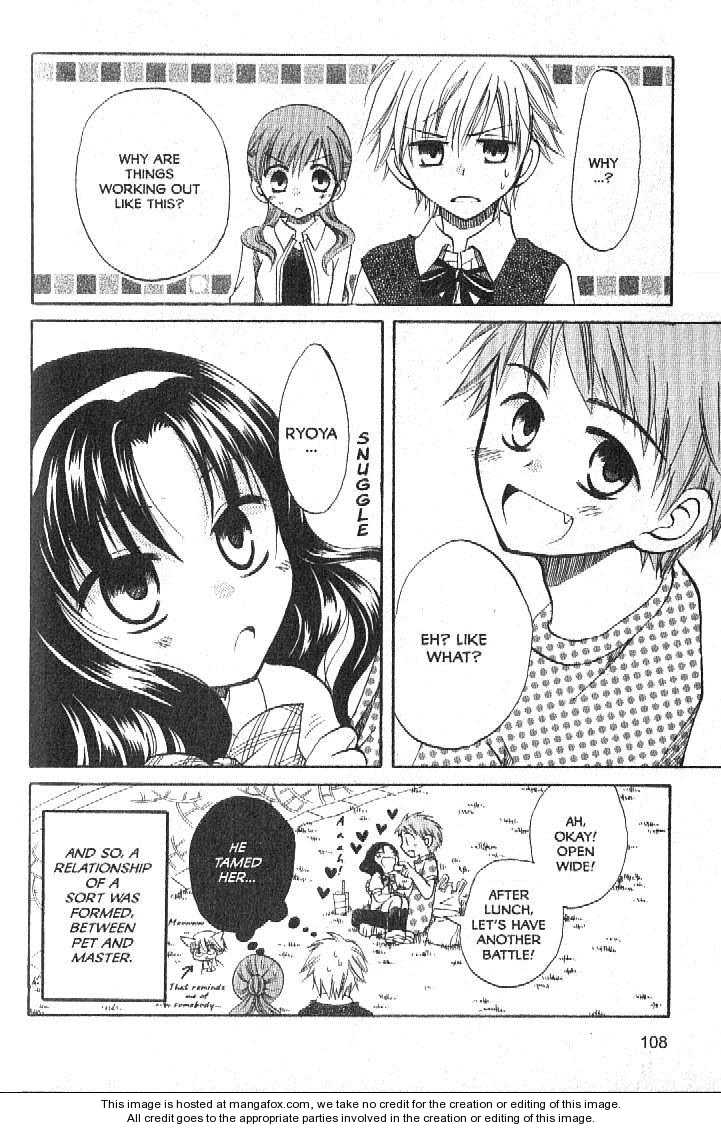 WHY
...?
WHY ARE
THINGS
WORKING OUT
LIKE THIS?
EH? LIKE
WHAT?
RYOYA
...
SNUGGLE
AH,
OKAY!
OPEN
WIDE!
AFTER
LUNCH,
LET'S HAVE
ANOTHER
BATTLE!
Aaah!
HE
TAMED
HER...
AND SO, A
RELATIONSHIP
OF A
SORT WAS
FORMED,
BETWEEN
PET AND
MASTER.
That reminds
me of
somebody...
108
This image is hosted at mangafox.com, we take no credit for the creation or editing of this image.
All credit goes to the appropriate parties involved in the creation or editing of this image.